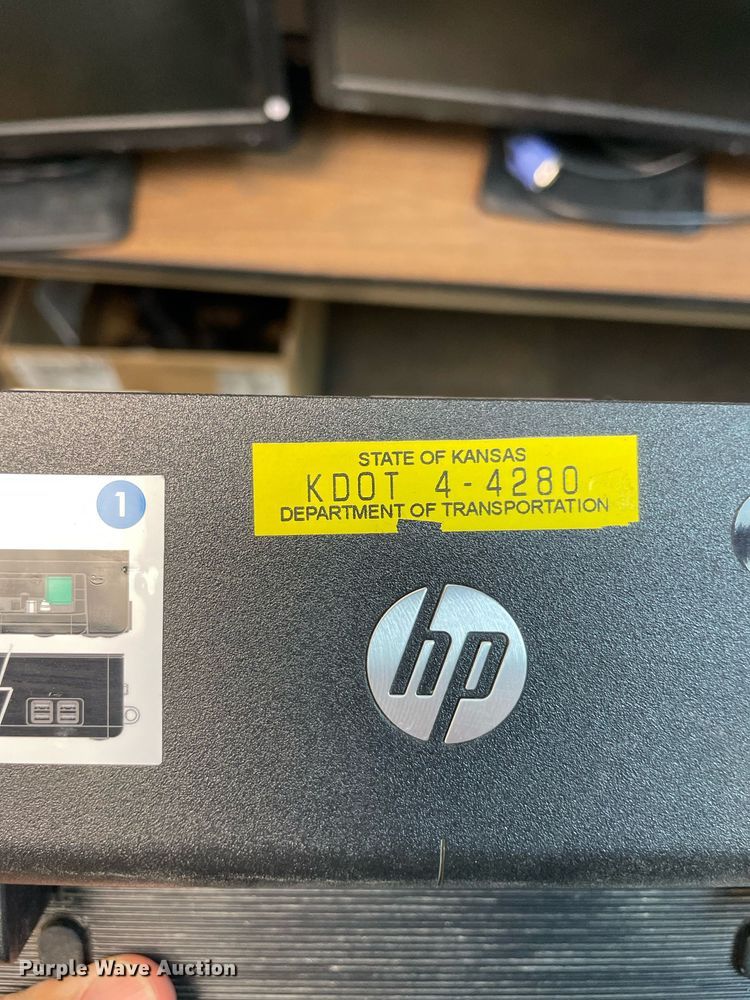 STATE OF KANSAS
KDOT 4-4280
DEPARTMENT OF TRANSPORTATION
1
hp
Purple Wave Auction